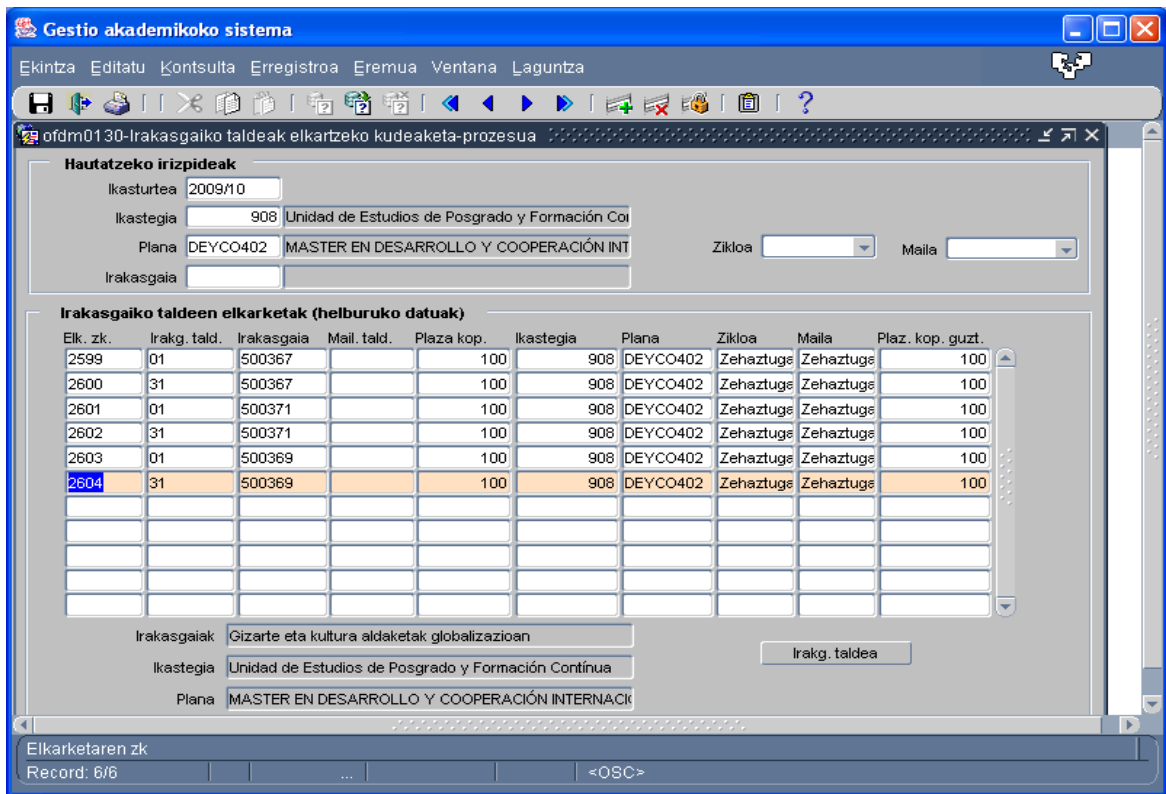 Gestio akademikoko sistema
Ekintza Editatu Kontsulta Erregistroa Eremua Ventana Laguntza
ofdm0130-Irakasgaiko taldeak elkartzeko kudeaketa-prozesua
Hautatzeko irizpideak
Ikasturtea 2009/10
Ikastegia 908 Unidad de Estudios de Posgrado y Formación Co
Plana DEYCO402 MASTER EN DESARROLLO Y COOPERACIÓN INT Zikloa Maila
Irakasgaia
Irakasgaiko taldeen elkarketak (helburuko datuak)
Elk. zk. Irakg. tald. Irakasgaia Mail. tald. Plaza kop. Ikastegia Plana Zikloa Maila Plaz. kop. guzt.
2599 01 500367 100 908 DEYCO402 Zehaztuga Zehaztuga 100
2600 31 500367 100 908 DEYCO402 Zehaztuga Zehaztuga 100
2601 01 500371 100 908 DEYCO402 Zehaztuga Zehaztuga 100
2602 31 500371 100 908 DEYCO402 Zehaztuga Zehaztuga 100
2603 01 500369 100 908 DEYCO402 Zehaztuga Zehaztuga 100
2604 31 500369 100 908 DEYCO402 Zehaztuga Zehaztuga 100
Irakasgaiak Gizarte eta kultura aldaketak globalizazioan
Irakg. taldea
Ikastegia Unidad de Estudios de Posgrado y Formación Contínua
Plana MASTER EN DESARROLLO Y COOPERACIÓN INTERNACI
Elkarketaren zk
Record: 6/6 ... <OSC>